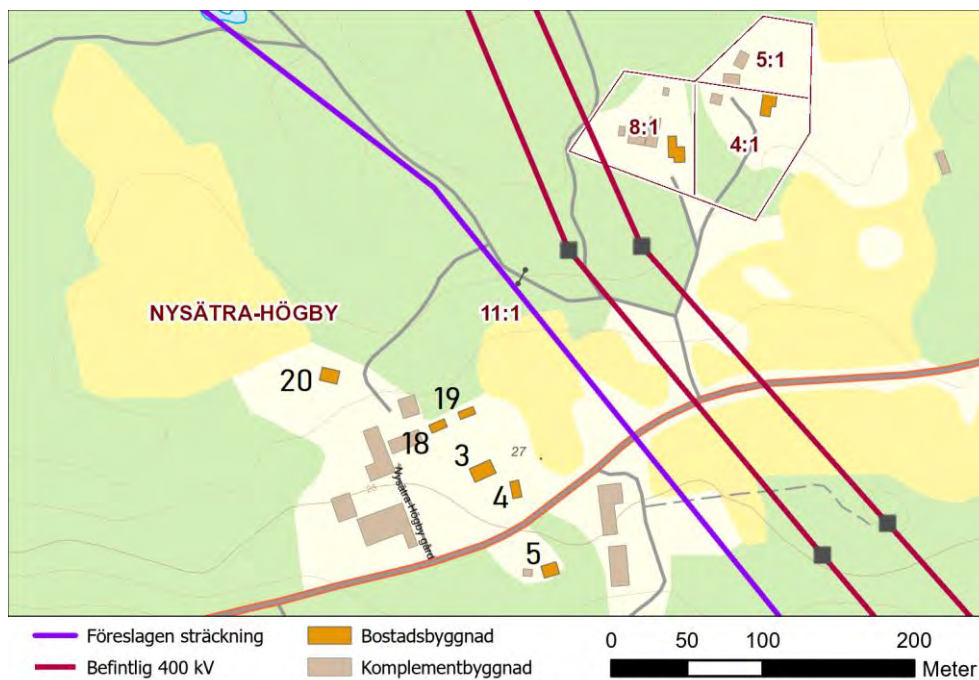 5:1
8:1
4:1
NYSÄTRA-HÖGBY
11:1
20
19
18
3
27
4
Nysätra-Högby gård
5
Föreslagen sträckning
Befintlig 400 kV
Bostadsbyggnad
Komplementbyggnad
0 50 100 200
Meter